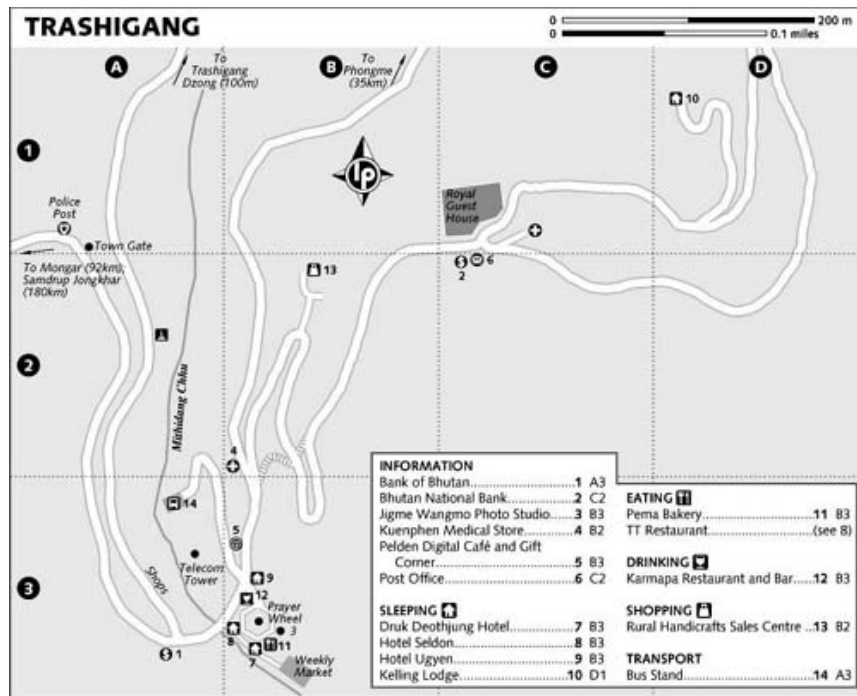 TRASHIGANG
0 200 m
0 0.1 miles
A
B
C
D
To
Trashigang
Dzong (100m)
To
Phongme
(35km)
10
1
lp
Police
Post
Royal
Guest
House
Town Gate
To Mongar (92km);
Samdrup Jongkhar
(180km)
13
2
6
2
Mithidang Chhu
4
14
5
3
Shops
Telecom
Tower
9
12
Prayer
Wheel
3
8
11
7
1
Weekly
Market
INFORMATION
Bank of Bhutan 1 A3
Bhutan National Bank 2 C2
Jigme Wangmo Photo Studio 3 B3
Kuenphen Medical Store 4 B2
Pelden Digital Café and Gift
Corner 5 B3
Post Office 6 C2
SLEEPING
Druk Deothjung Hotel 7 B3
Hotel Seldon 8 B3
Hotel Ugyen 9 B3
Kelling Lodge 10 D1
EATING
Pema Bakery 11 B3
TT Restaurant (see 8)
DRINKING
Karmapa Restaurant and Bar 12 B3
SHOPPING
Rural Handicrafts Sales Centre 13 B2
TRANSPORT
Bus Stand 14 A3